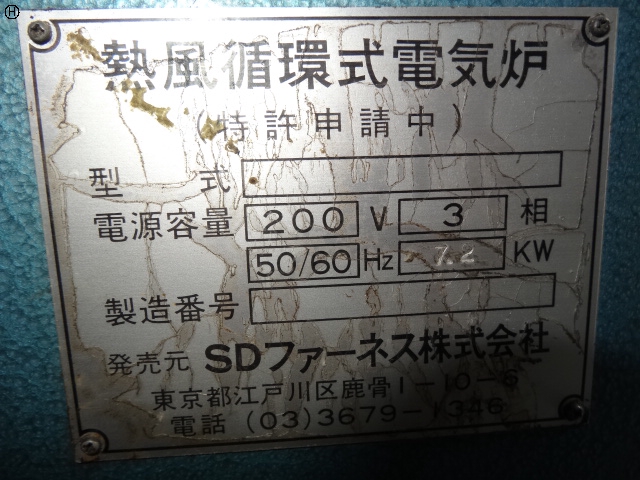 Ⓗ
熱風循環式電気炉
(特許申請中)
型 式
電源容量 200 V 3 相
50/60 Hz 7.2 KW
製造番号
発売元 SDファーネス株式会社
東京都江戸川区鹿骨1-10-6
電話 (03)3679-1346